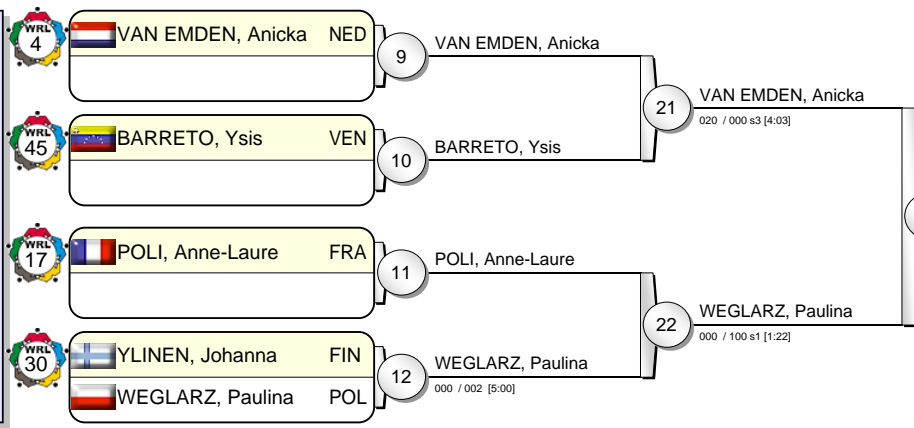 WRL
4
VAN EMDEN, Anicka NED
9
VAN EMDEN, Anicka
21
VAN EMDEN, Anicka
020 / 000 s3 [4:03]
WRL
45
BARRETO, Ysis VEN
10
BARRETO, Ysis
WRL
17
POLI, Anne-Laure FRA
11
POLI, Anne-Laure
22
WEGLARZ, Paulina
000 / 100 s1 [1:22]
WRL
30
YLINEN, Johanna FIN
WEGLARZ, Paulina POL
12
WEGLARZ, Paulina
000 / 002 [5:00]